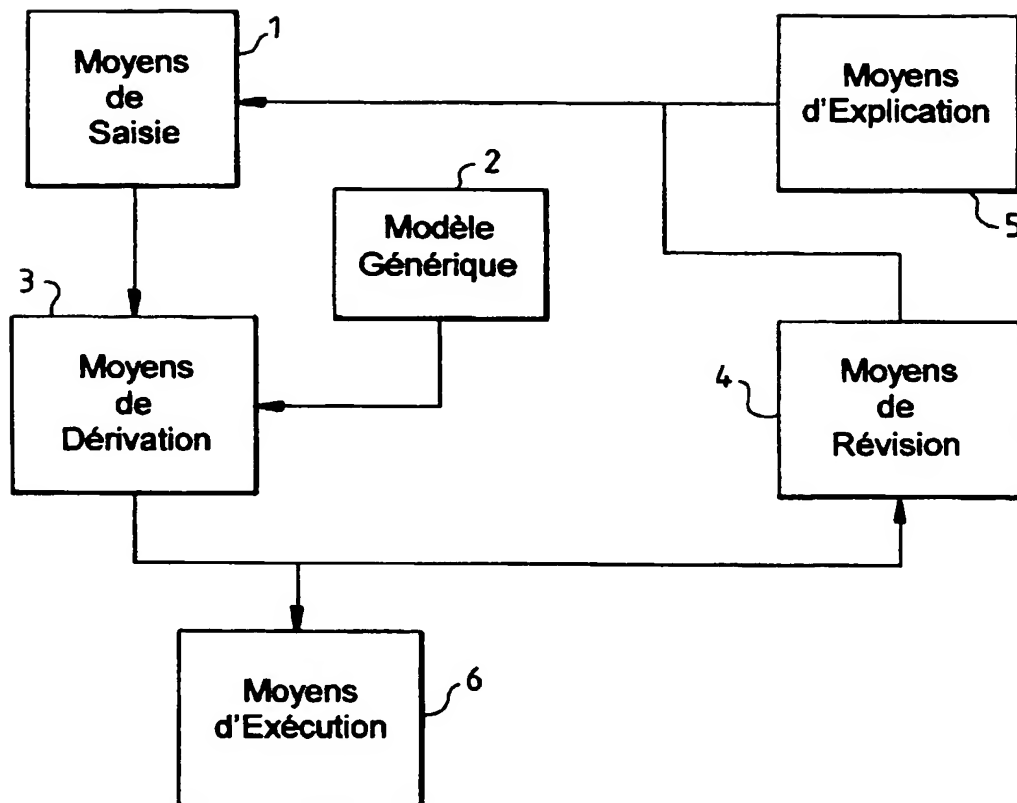 1
Moyens
de
Saisie
Moyens
d'Explication
5
2
Modèle
Générique
3
Moyens
de
Dérivation
4
Moyens
de
Révision
Moyens
d'Exécution
6